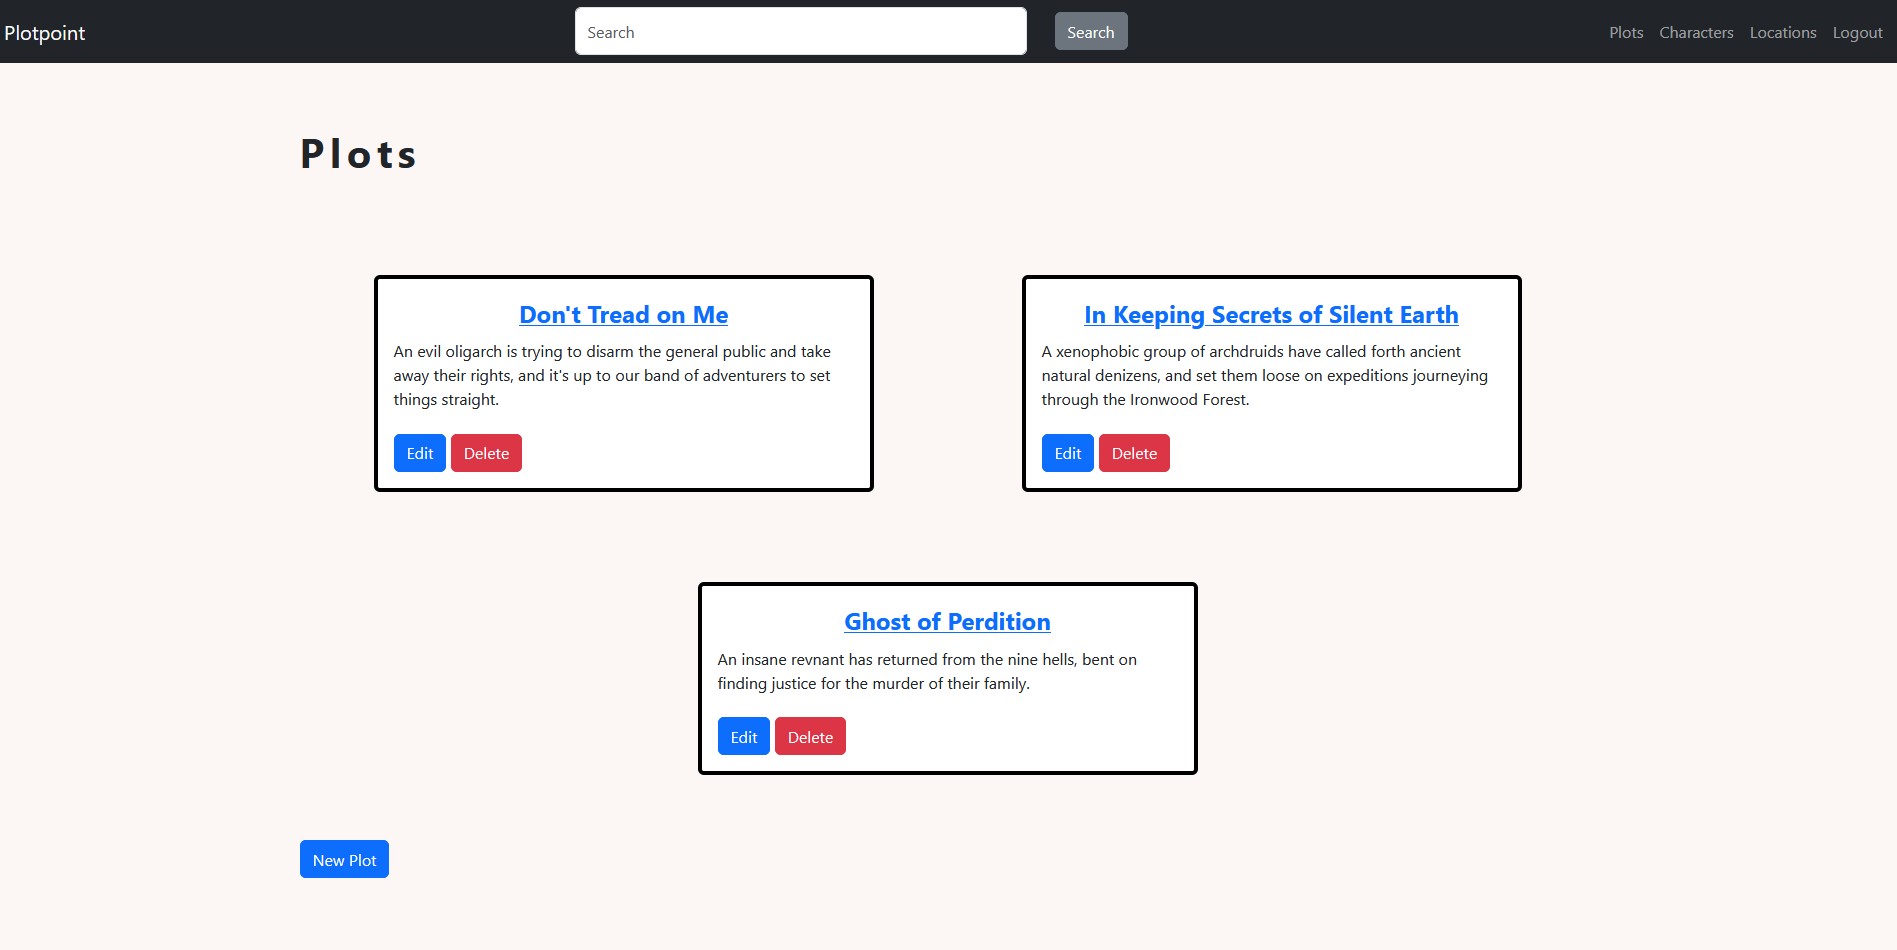 Plotpoint
Search
Search
Plots Characters Locations Logout
Plots
Don't Tread on Me
An evil oligarch is trying to disarm the general public and take
away their rights, and it's up to our band of adventurers to set
things straight.
Edit Delete
In Keeping Secrets of Silent Earth
A xenophobic group of archdruids have called forth ancient
natural denizens, and set them loose on expeditions journeying
through the Ironwood Forest.
Edit Delete
Ghost of Perdition
An insane revnant has returned from the nine hells, bent on
finding justice for the murder of their family.
Edit Delete
New Plot